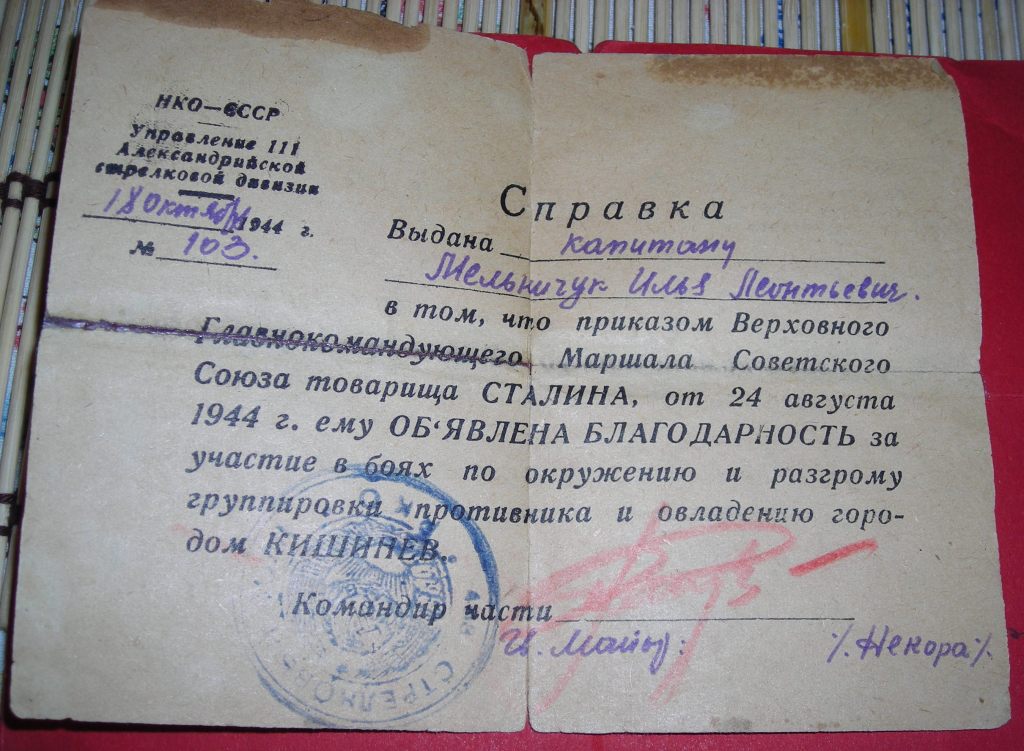 НКО—СССР
Управление 111
Александрийской
стрелковой дивизии
18 октября 1944 г.
№ 103.
Справка
Выдана капитану
Мельничук Илья Леонтьевич.
в том, что приказом Верховного
Главнокомандующего Маршала Советского
Союза товарища СТАЛИНА, от 24 августа
1944 г. ему ОБ‘ЯВЛЕНА БЛАГОДАРНОСТЬ за
участие в боях по окружению и разгрому
группировки противника и овладению горо-
дом КИШИНЕВ.
Командир части
Гв. Майор: /.Некора/.